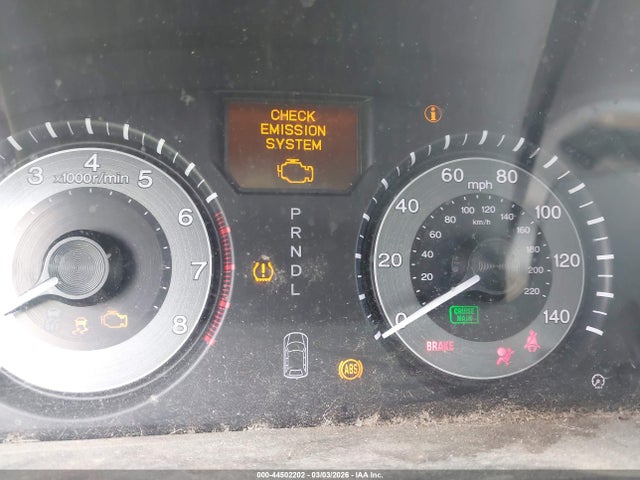 CHECK
EMISSION
SYSTEM
3 4 5 6 7 8
x1000r/min
P
R
N
D
L
0 20 40 60 80 100 120 140
mph
20 40 60 80 100 120 140 160 180 200 220
km/h
CRUISE
MAIN
BRAKE
ABS
000-44502202 - 03/03/2026 - IAA Inc.